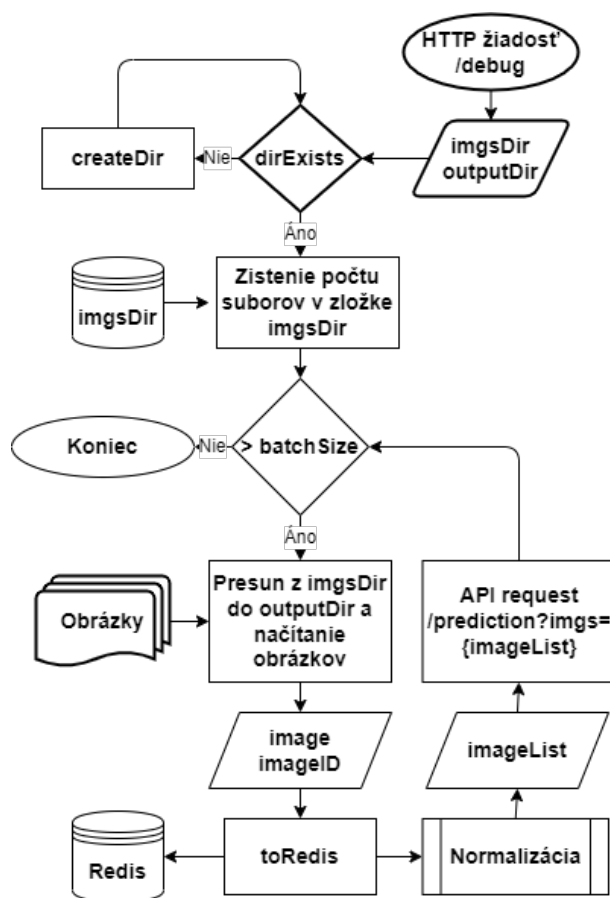 HTTP žiadosť
/debug
imgsDir
outputDir
dirExists
Nie
createDir
Áno
Zistenie počtu
suborov v zložke
imgsDir
imgsDir
> batchSize
Nie
Koniec
Áno
Presun z imgsDir
do outputDir a
načítanie
obrázkov
Obrázky
image
imageID
toRedis
Redis
Normalizácia
imageList
API request
/prediction?imgs=
{imageList}